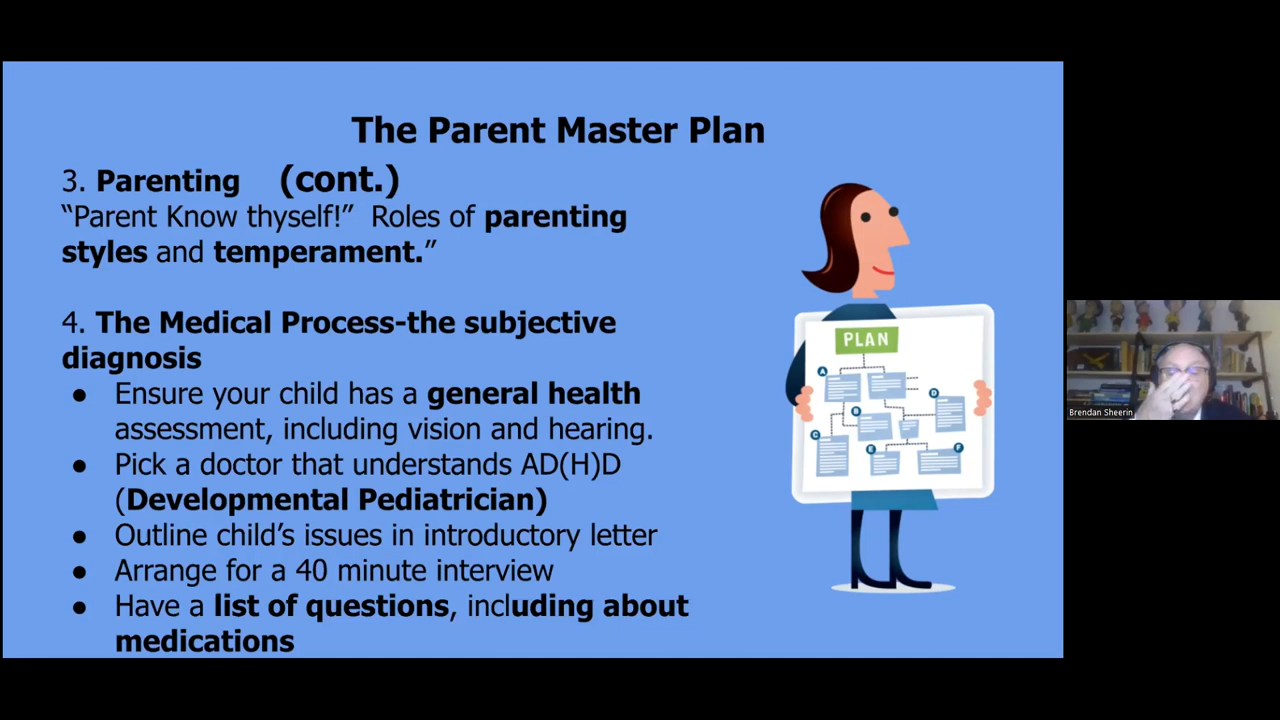 The Parent Master Plan
3. Parenting (cont.)
“Parent Know thyself!” Roles of parenting
styles and temperament.”
4. The Medical Process-the subjective
diagnosis
● Ensure your child has a general health
assessment, including vision and hearing.
● Pick a doctor that understands AD(H)D
(Developmental Pediatrician)
● Outline child’s issues in introductory letter
● Arrange for a 40 minute interview
● Have a list of questions, including about
medications
PLAN
A
D
B
C
E
F
Brendan Sheerin